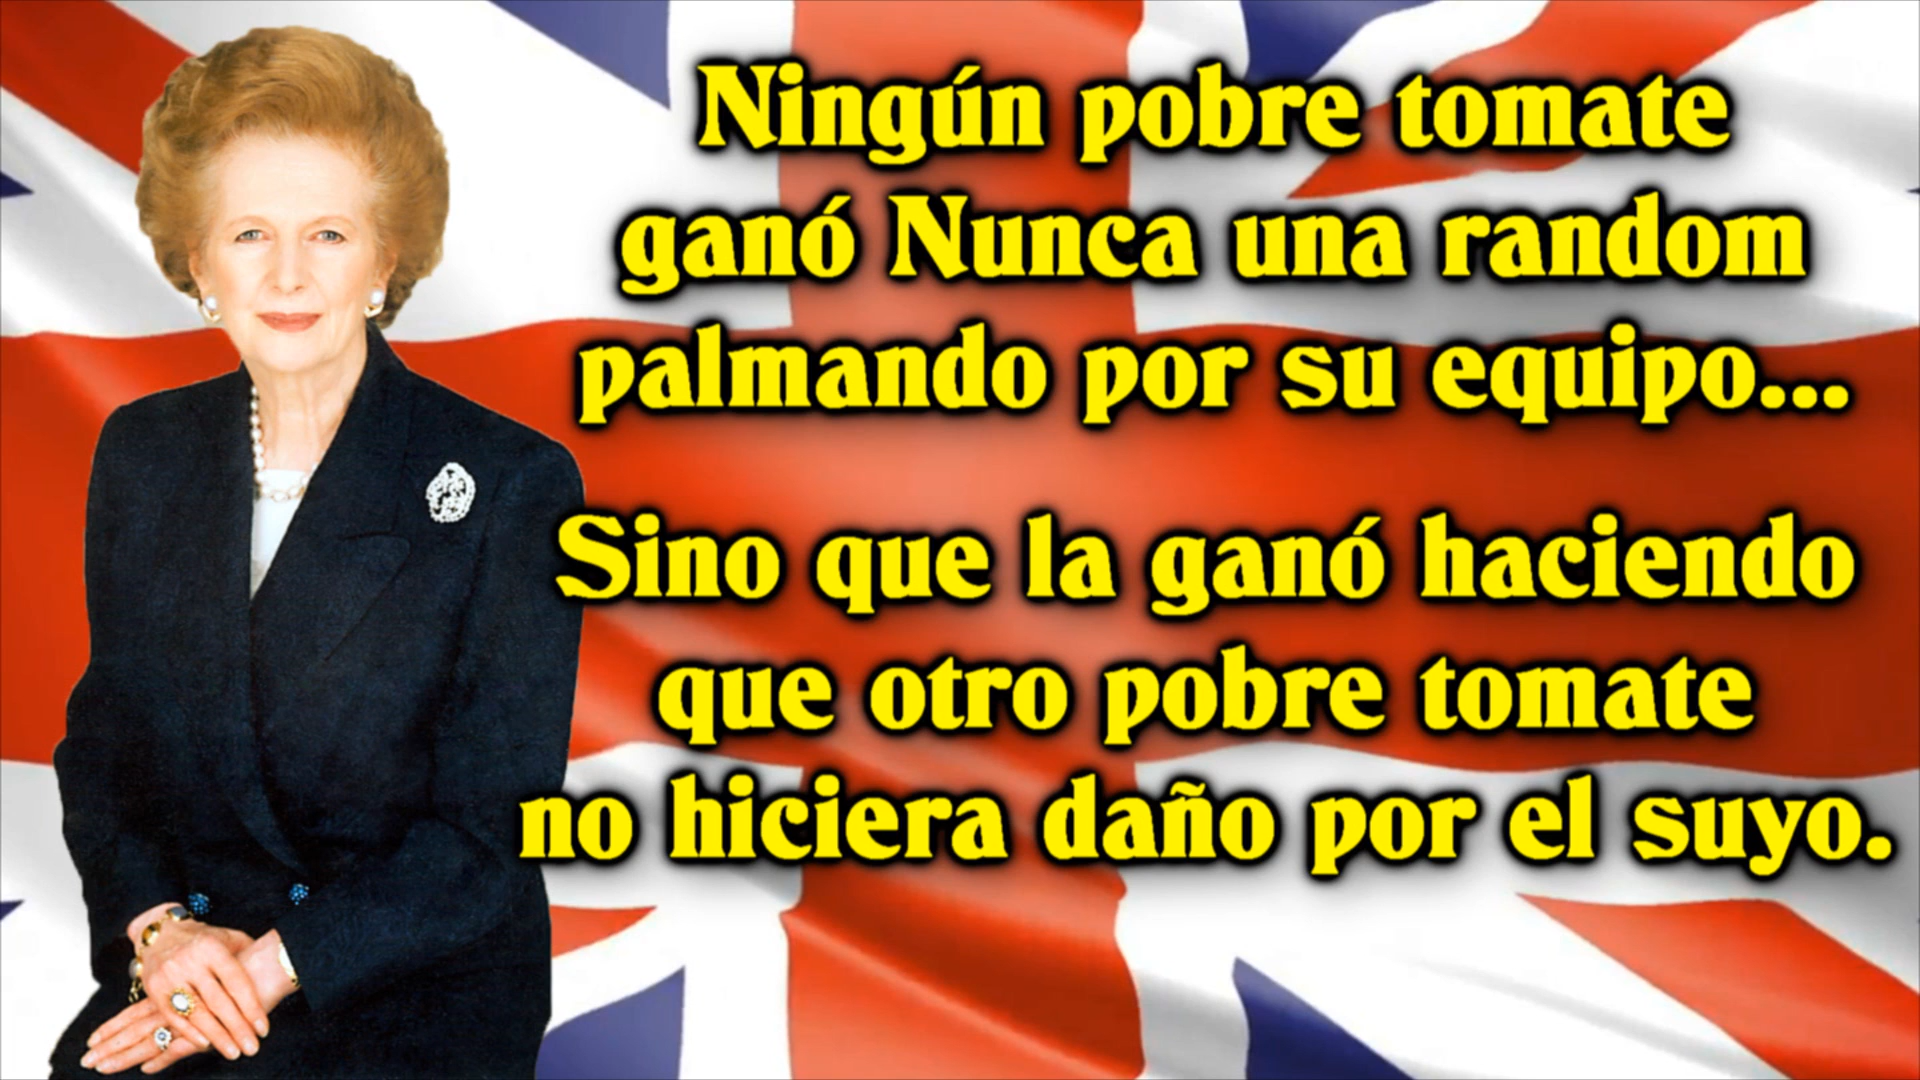 Ningún pobre tomate
ganó Nunca una random
palmando por su equipo...
Sino que la ganó haciendo
que otro pobre tomate
no hiciera daño por el suyo.